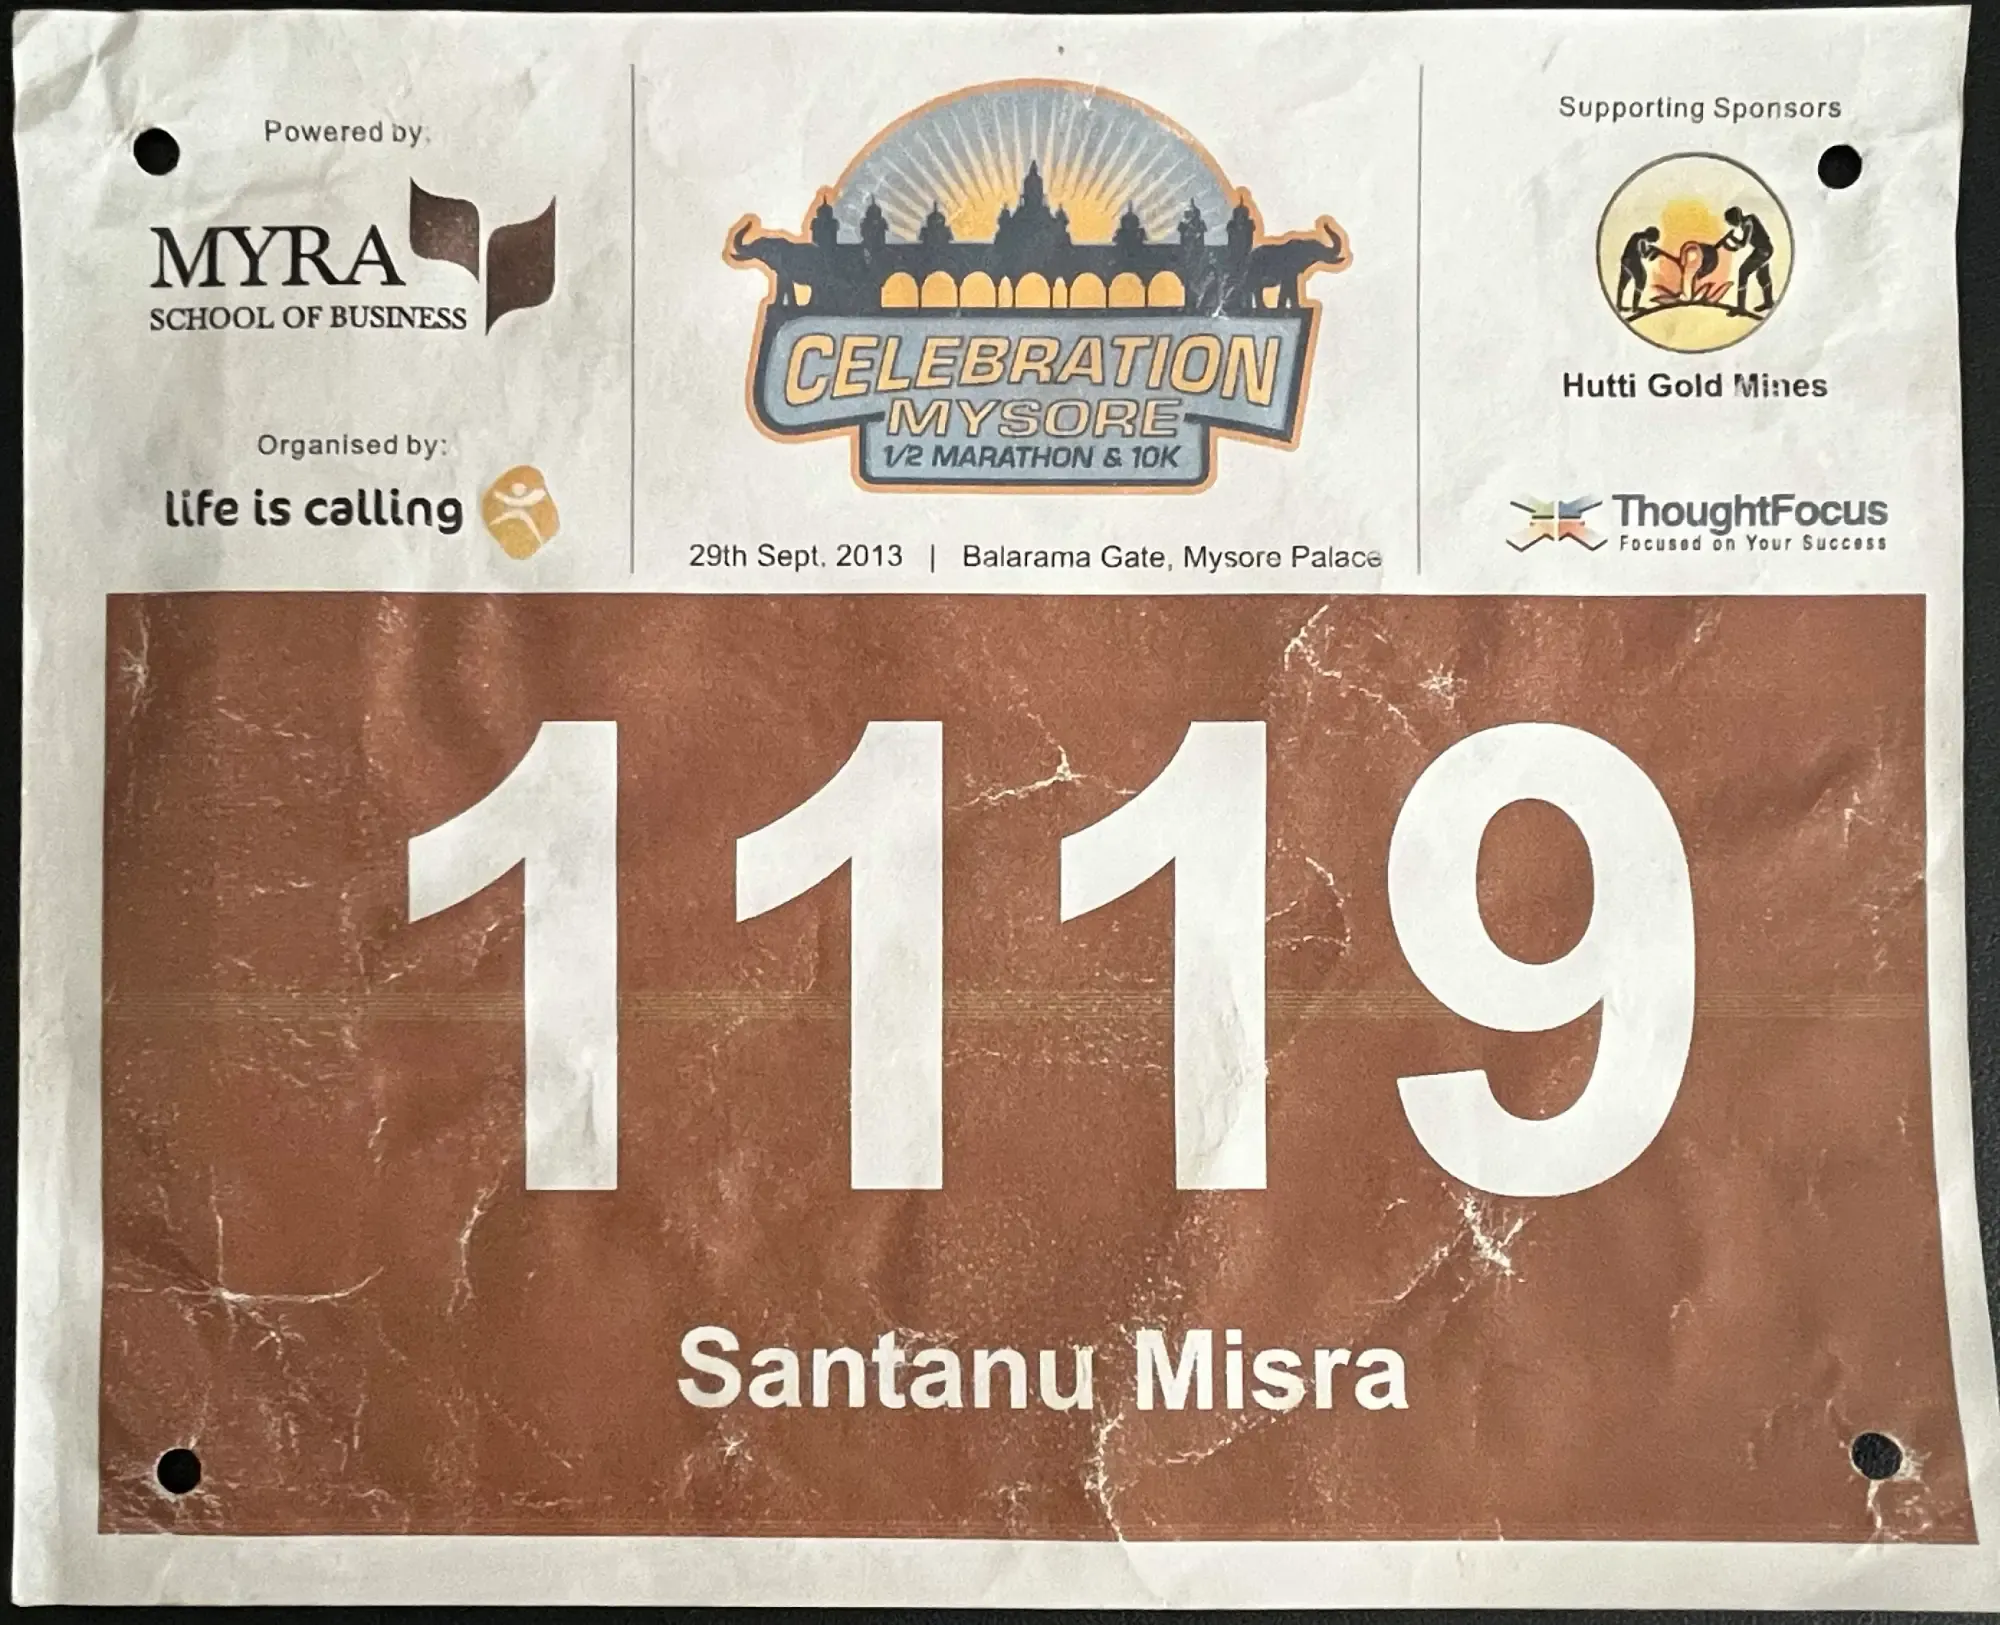 Powered by:
MYRA
SCHOOL OF BUSINESS
Organised by:
life is calling
CELEBRATION
MYSORE
1/2 MARATHON & 10K
29th Sept. 2013 | Balarama Gate, Mysore Palace
Supporting Sponsors
Hutti Gold Mines
ThoughtFocus
Focused on Your Success
1119
Santanu Misra